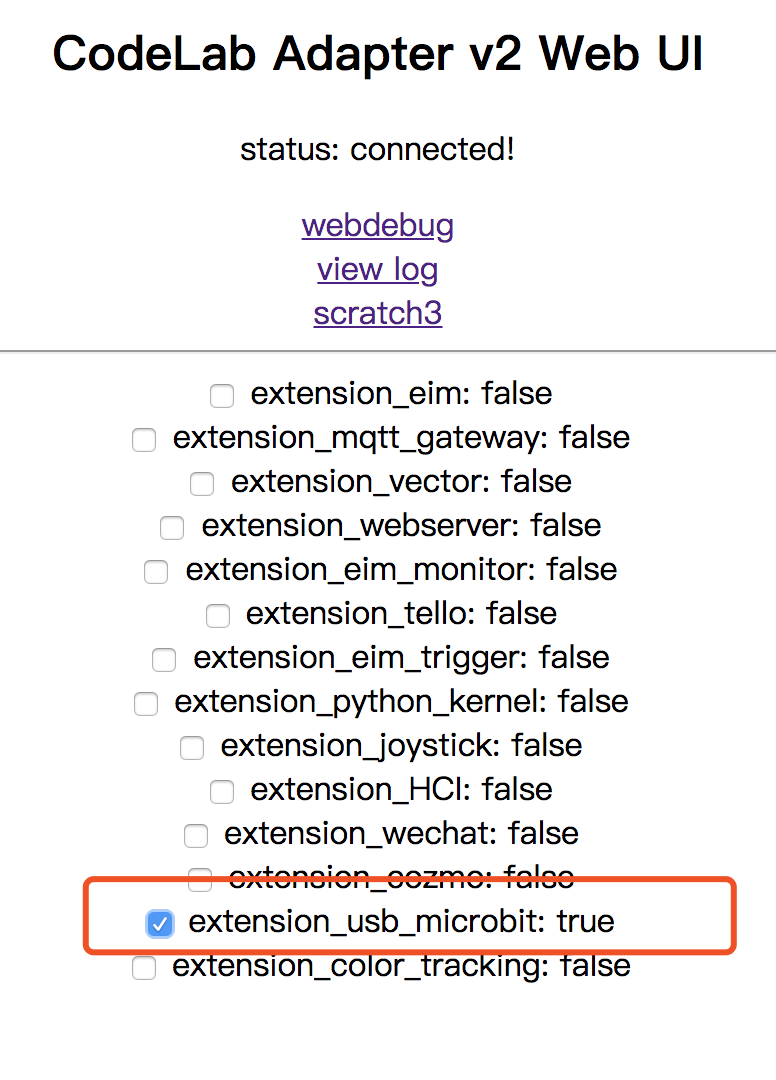 CodeLab Adapter v2 Web UI
status: connected!
webdebug
view log
scratch3
extension_eim: false
extension_mqtt_gateway: false
extension_vector: false
extension_webserver: false
extension_eim_monitor: false
extension_tello: false
extension_eim_trigger: false
extension_python_kernel: false
extension_joystick: false
extension_HCI: false
extension_wechat: false
extension_cozmo: false
extension_usb_microbit: true
extension_color_tracking: false